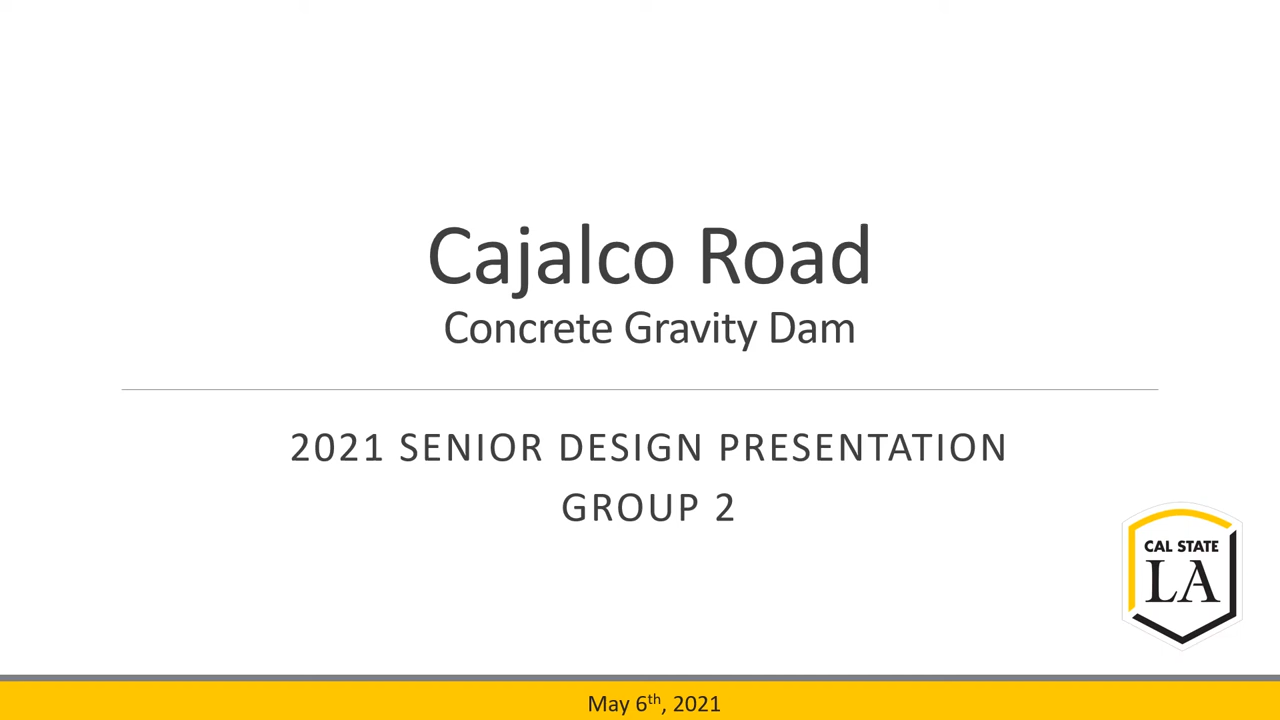 Cajalco Road
Concrete Gravity Dam
2021 SENIOR DESIGN PRESENTATION
GROUP 2
CAL STATE
LA
May 6th, 2021